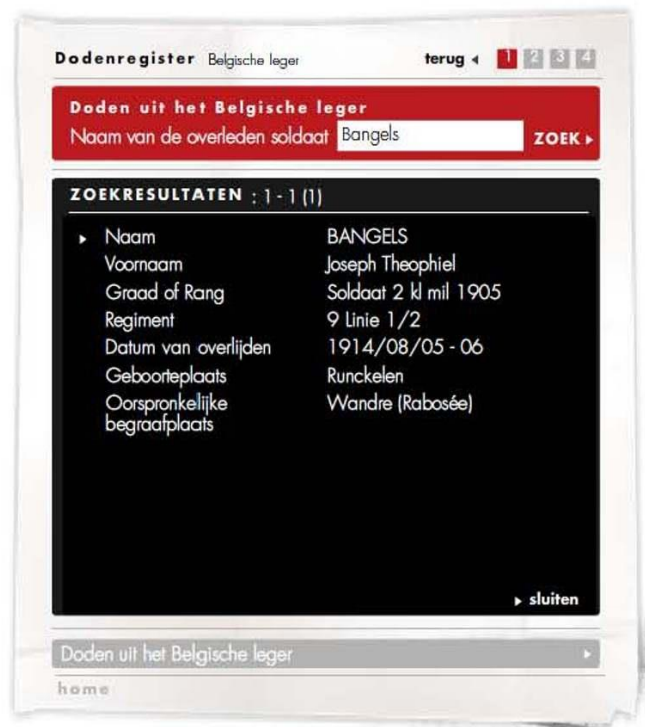 Dodenregister Belgische leger terug 1 2 3 4
Doden uit het Belgische leger
Naam van de overleden soldaat Bangels ZOEK
ZOEKRESULTATEN : 1 - 1 (1)
Naam BANGELS
Voornaam Joseph Theophiel
Graad of Rang Soldaat 2 kl mil 1905
Regiment 9 Linie 1/2
Datum van overlijden 1914/08/05 - 06
Geboorteplaats Runckelen
Oorspronkelijke Wandre (Rabosée)
begraafplaats
sluiten
Doden uit het Belgische leger
home